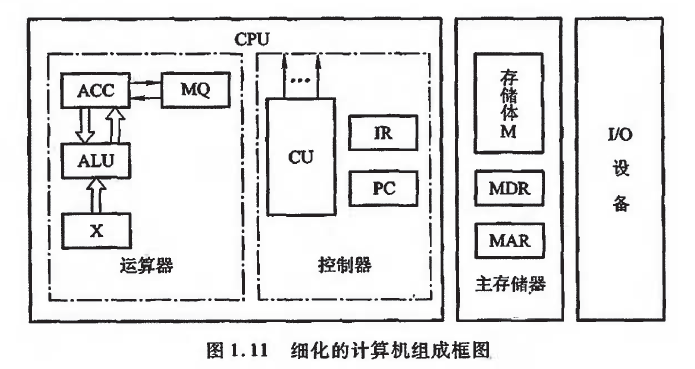 CPU
ACC
MQ
ALU
X
运算器
...
CU
IR
PC
控制器
存储体M
MDR
MAR
主存储器
I/O
设
备
图1.11 细化的计算机组成框图